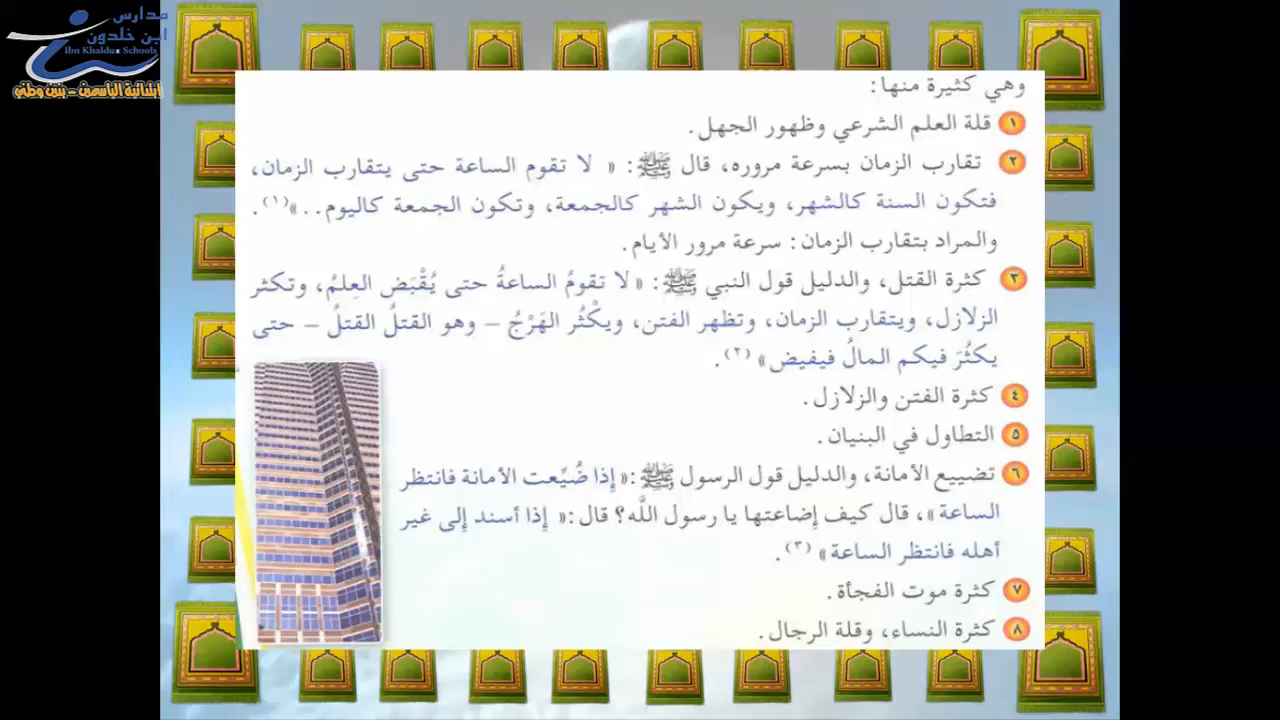 مدارس
ابن خلدون
Ibn Khaldun Schools
ابتدائية الياسمين - بنين وطني
وهي كثيرة منها:
١ قلة العلم الشرعي وظهور الجهل.
٢ تقارب الزمان بسرعة مروره، قال ﷺ: « لا تقوم الساعة حتى يتقارب الزمان،
فتكون السنة كالشهر، ويكون الشهر كالجمعة، وتكون الجمعة كاليوم..»(١).
والمراد بتقارب الزمان: سرعة مرور الأيام.
٣ كثرة القتل، والدليل قول النبي ﷺ: « لا تقومُ الساعةُ حتى يُقْبَض العِلمُ، وتكثر
الزلازل، ويتقارب الزمان، وتظهر الفتن، ويكْثُر الهَرْجُ – وهو القتلُ القتلُ – حتى
يكثُرَ فيكم المالُ فيفيض» (٢).
٤ كثرة الفتن والزلازل.
٥ التطاول في البنيان.
٦ تضييع الأمانة، والدليل قول الرسول ﷺ:« إِذا ضُيِّعت الأمانة فانتظر
الساعة»، قال كيف إِضاعتها يا رسول اللَّه؟ قال:« إِذا أسند إِلى غير
أهله فانتظر الساعة» (٣).
٧ كثرة موت الفجأة.
٨ كثرة النساء، وقلة الرجال.